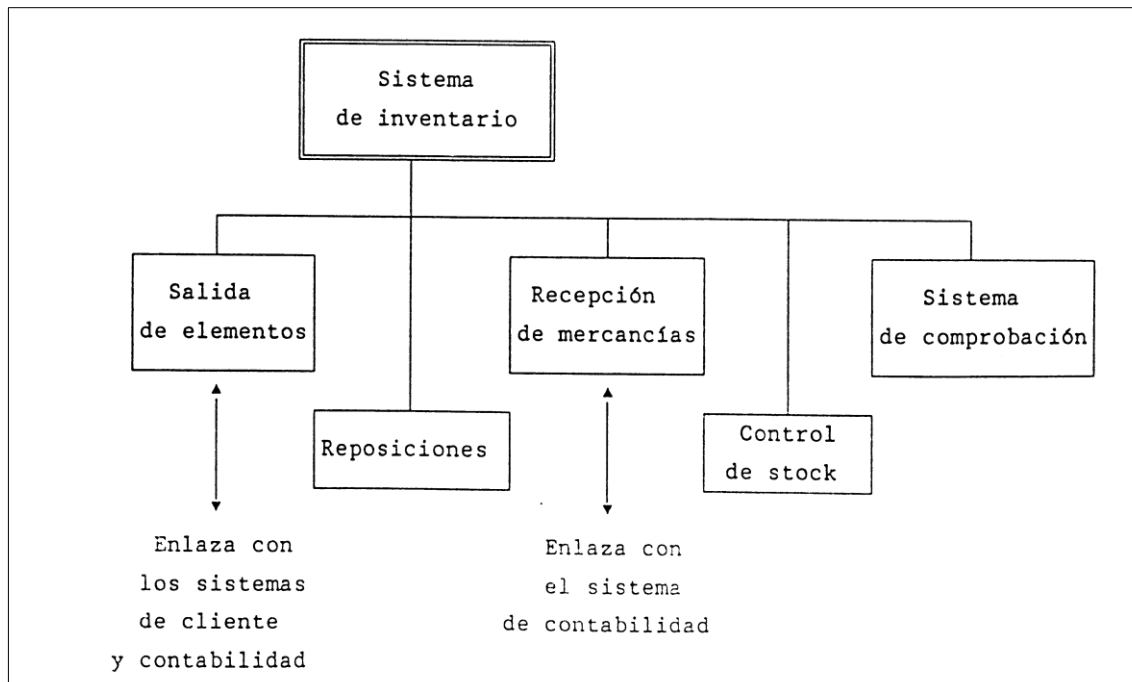 Sistema
de inventario
Salida
de elementos
Recepción
de mercancías
Sistema
de comprobación
Reposiciones
Control
de stock
Enlaza con
los sistemas
de cliente
y contabilidad
Enlaza con
el sistema
de contabilidad